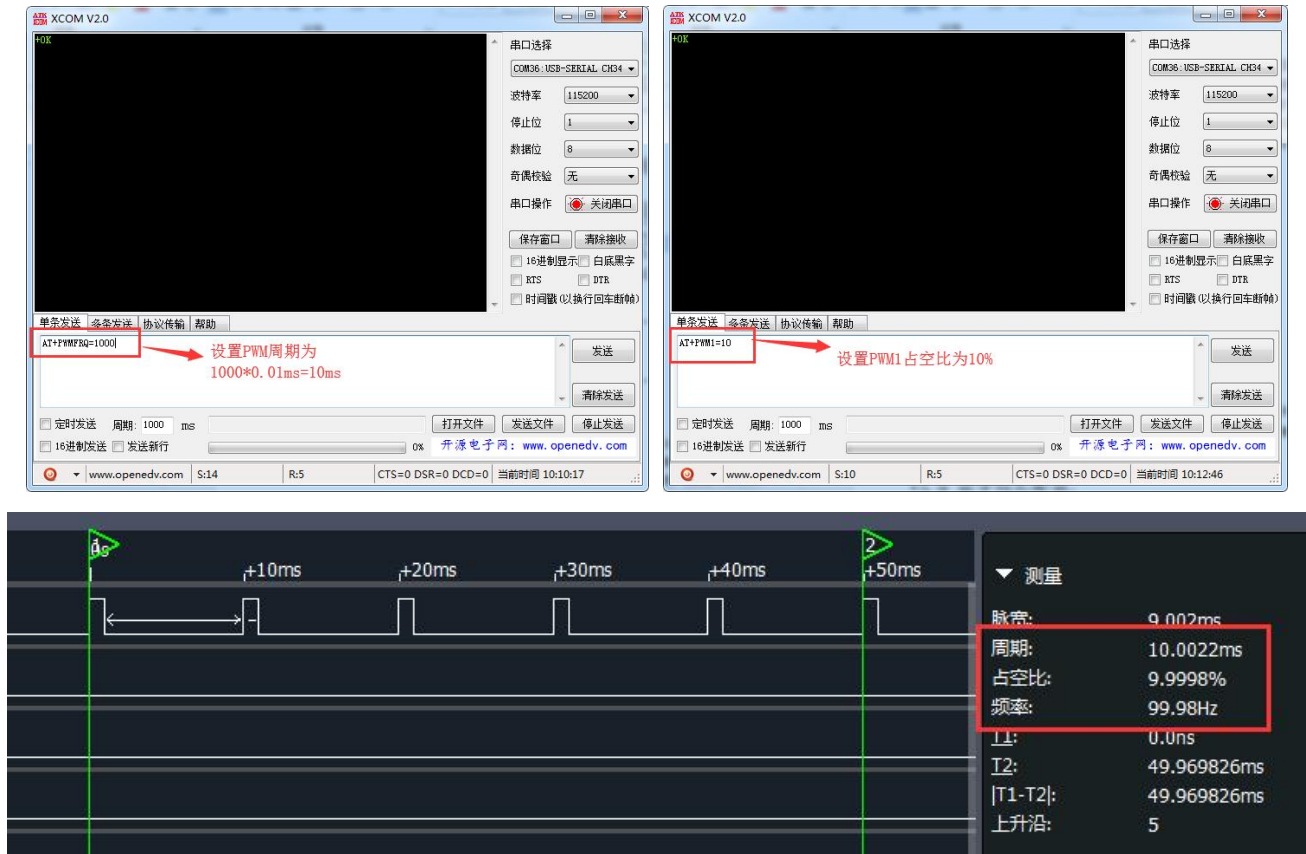 XCOM V2.0
+OK
串口选择
COM36:USB-SERIAL CH34
波特率 115200
停止位 1
数据位 8
奇偶校验 无
串口操作 关闭串口
保存窗口 清除接收
16进制显示 白底黑字
RTS DTR
时间戳(以换行回车断帧)
单条发送 多条发送 协议传输 帮助
AT+PWMFRQ=1000
设置PWM周期为
1000*0.01ms=10ms
发送
清除发送
定时发送 周期: 1000 ms 打开文件 发送文件 停止发送
16进制发送 发送新行 0% 开源电子网: www.openedv.com
www.openedv.com S:14 R:5 CTS=0 DSR=0 DCD=0 当前时间 10:10:17
XCOM V2.0
+OK
串口选择
COM36:USB-SERIAL CH34
波特率 115200
停止位 1
数据位 8
奇偶校验 无
串口操作 关闭串口
保存窗口 清除接收
16进制显示 白底黑字
RTS DTR
时间戳(以换行回车断帧)
单条发送 多条发送 协议传输 帮助
AT+PWM1=10
设置PWM1占空比为10%
发送
清除发送
定时发送 周期: 1000 ms 打开文件 发送文件 停止发送
16进制发送 发送新行 0% 开源电子网: www.openedv.com
www.openedv.com S:10 R:5 CTS=0 DSR=0 DCD=0 当前时间 10:12:46
2
+10ms +20ms +30ms +40ms +50ms
测量
脉宽: 9.002ms
周期: 10.0022ms
占空比: 9.9998%
频率: 99.98Hz
T1: 0.0ns
T2: 49.969826ms
|T1-T2|: 49.969826ms
上升沿: 5